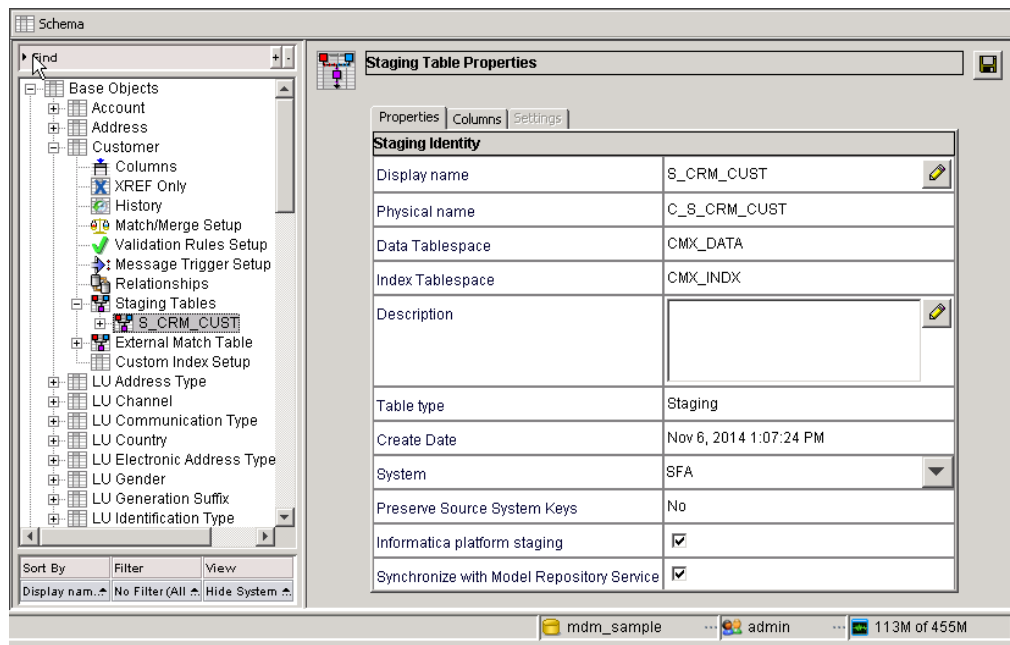 Schema
Find
+ -
Base Objects
Account
Address
Customer
Columns
XREF Only
History
Match/Merge Setup
Validation Rules Setup
Message Trigger Setup
Relationships
Staging Tables
S_CRM_CUST
External Match Table
Custom Index Setup
LU Address Type
LU Channel
LU Communication Type
LU Country
LU Electronic Address Type
LU Gender
LU Generation Suffix
LU Identification Type
Sort By Filter View
Display nam.. No Filter (All Hide System
Staging Table Properties
Properties Columns Settings
Staging Identity
Display name S_CRM_CUST
Physical name C_S_CRM_CUST
Data Tablespace CMX_DATA
Index Tablespace CMX_INDX
Description
Table type Staging
Create Date Nov 6, 2014 1:07:24 PM
System SFA
Preserve Source System Keys No
Informatica platform staging
Synchronize with Model Repository Service
mdm_sample ... admin ... 113M of 455M